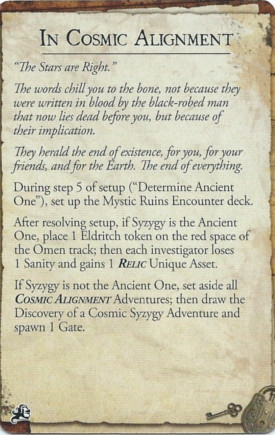 IN COSMIC ALIGNMENT
“The Stars are Right.”
The words chill you to the bone, not because they
were written in blood by the black-robed man
that now lies dead before you, but because of
their implication.
They herald the end of existence, for you, for your
friends, and for the Earth. The end of everything.
During step 5 of setup (“Determine Ancient
One”), set up the Mystic Ruins Encounter deck.
After resolving setup, if Syzygy is the Ancient
One, place 1 Eldritch token on the red space of
the Omen track; then each investigator loses
1 Sanity and gains 1 RELIC Unique Asset.
If Syzygy is not the Ancient One, set aside all
COSMIC ALIGNMENT Adventures; then draw the
Discovery of a Cosmic Syzygy Adventure and
spawn 1 Gate.